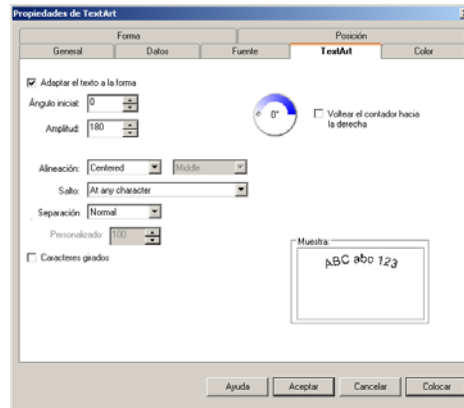 Propiedades de TextArt
Forma Posición
General Datos Fuente TextArt Color
Adaptar el texto a la forma
Ángulo inicial: 0
0°
Voltear el contador hacia
la derecha
Amplitud: 180
Alineación: Centered Middle
Salto: At any character
Separación Normal
Personalizado: 100
Caracteres girados
Muestra:
ABC abc 123
Ayuda Aceptar Cancelar Colocar